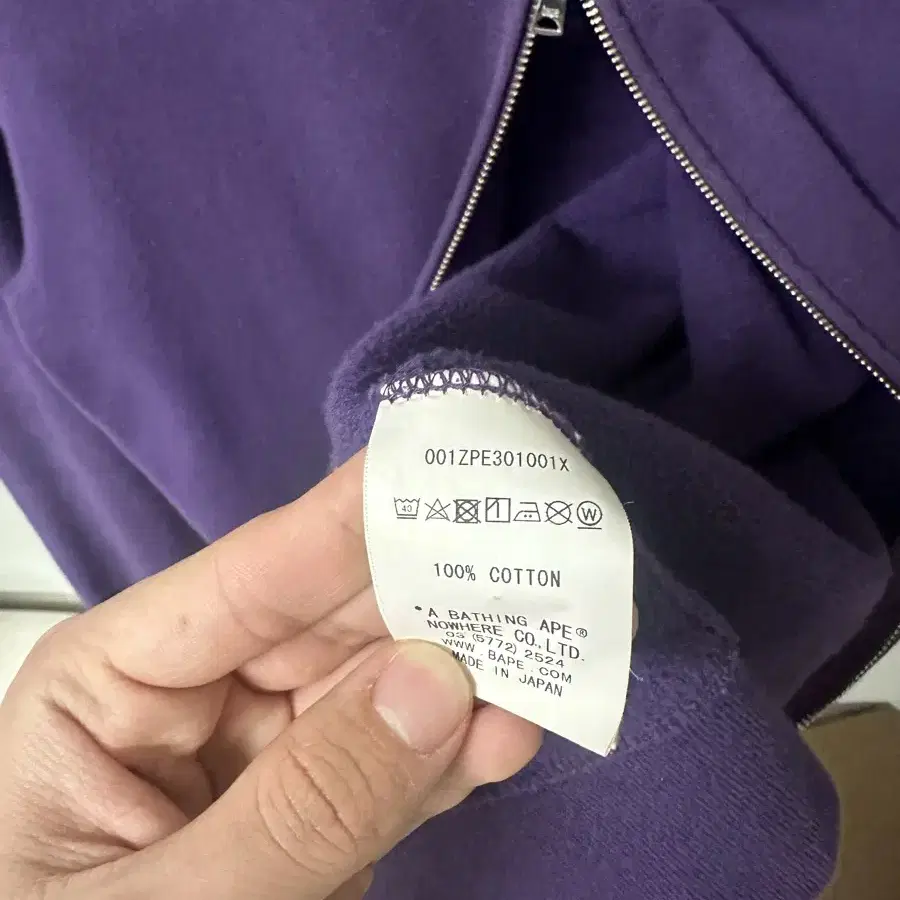 001ZPE301001X
40 W
100% COTTON
•A BATHING APE®
NOWHERE CO.,LTD.
03 (5772) 2524
WWW.BAPE.COM
MADE IN JAPAN